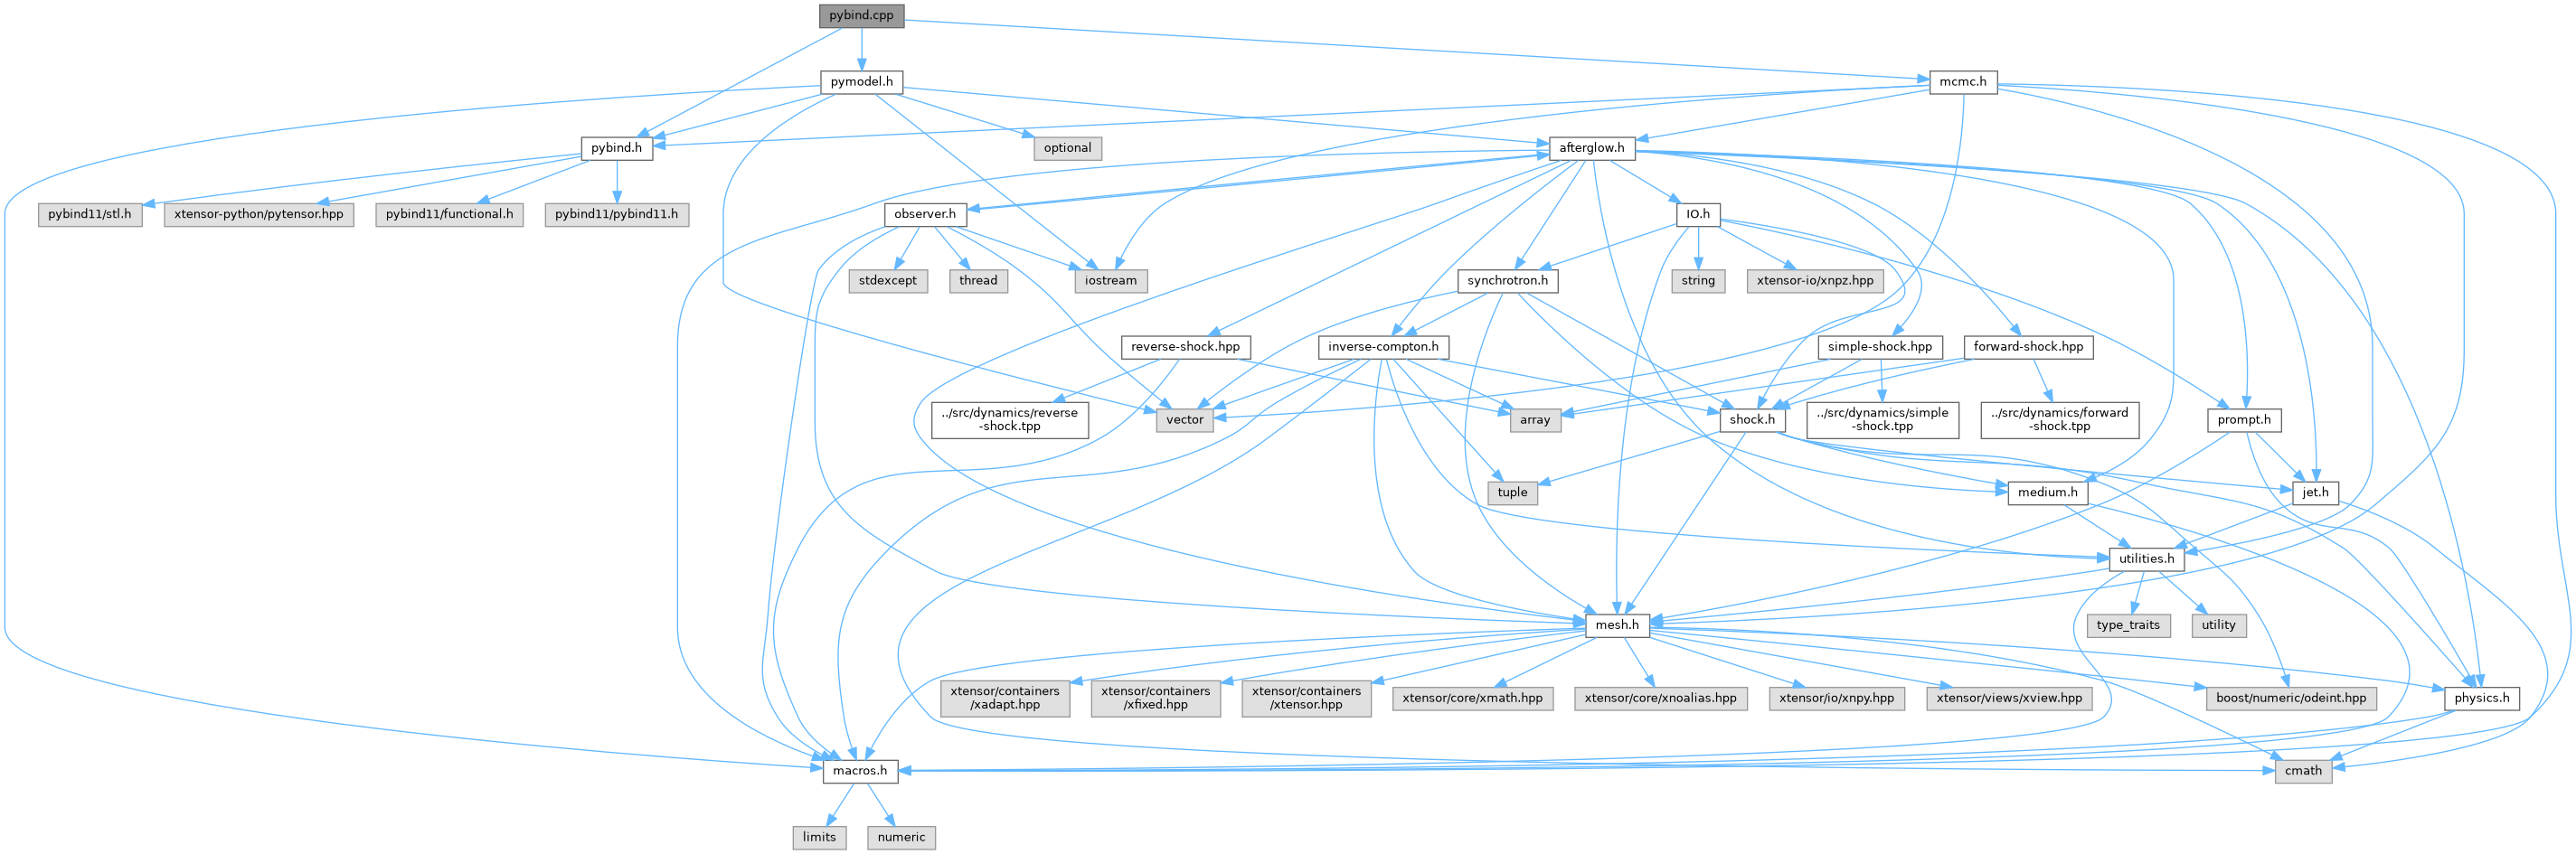 pybind.cpp
pymodel.h
mcmc.h
pybind.h
optional
afterglow.h
pybind11/stl.h
xtensor-python/pytensor.hpp
pybind11/functional.h
pybind11/pybind11.h
observer.h
IO.h
stdexcept
thread
iostream
synchrotron.h
string
xtensor-io/xnpz.hpp
reverse-shock.hpp
inverse-compton.h
simple-shock.hpp
forward-shock.hpp
../src/dynamics/reverse
-shock.tpp
vector
array
shock.h
../src/dynamics/simple
-shock.tpp
../src/dynamics/forward
-shock.tpp
prompt.h
tuple
medium.h
jet.h
utilities.h
mesh.h
type_traits
utility
xtensor/containers
/xadapt.hpp
xtensor/containers
/xfixed.hpp
xtensor/containers
/xtensor.hpp
xtensor/core/xmath.hpp
xtensor/core/xnoalias.hpp
xtensor/io/xnpy.hpp
xtensor/views/xview.hpp
boost/numeric/odeint.hpp
physics.h
macros.h
cmath
limits
numeric